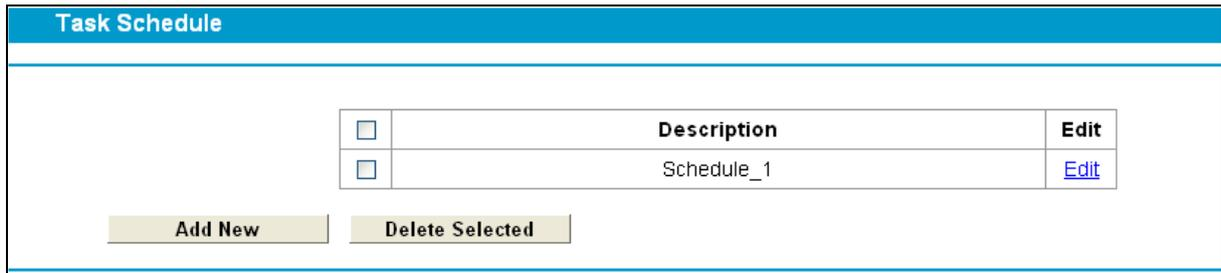 Task Schedule
Description Edit
Schedule_1 Edit
Add New Delete Selected